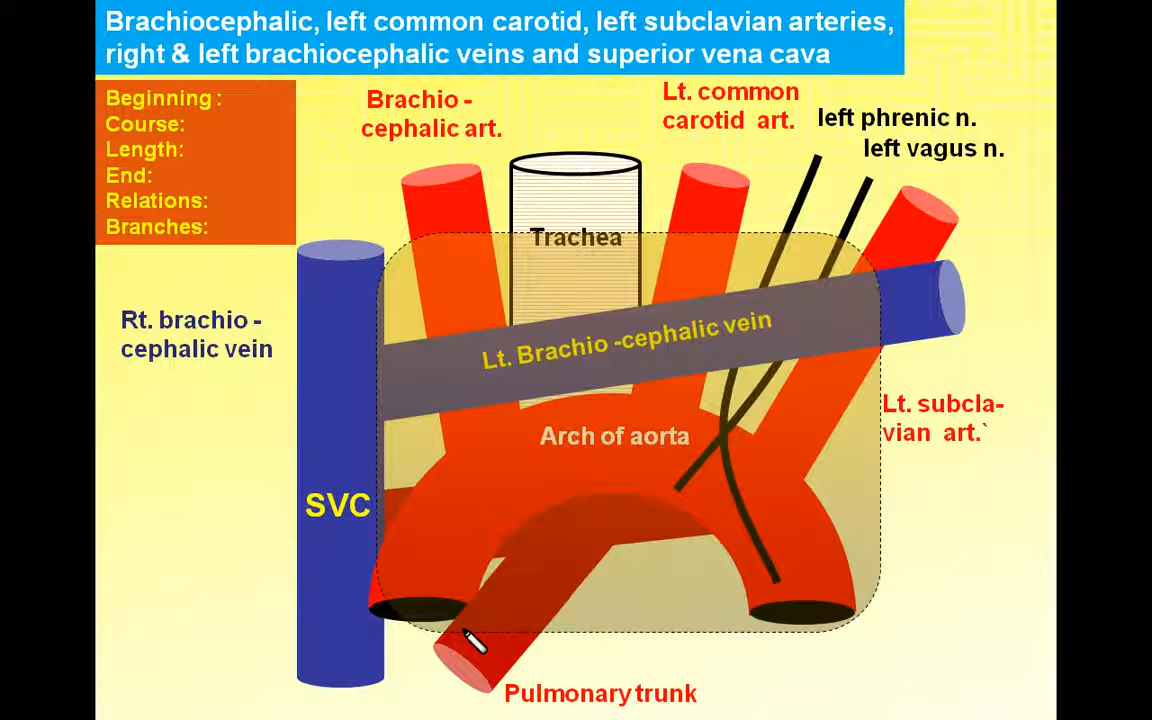 Brachiocephalic, left common carotid, left subclavian arteries,
right & left brachiocephalic veins and superior vena cava
Beginning :
Course:
Length:
End:
Relations:
Branches:
Brachio -
cephalic art.
Lt. common
carotid art.
left phrenic n.
left vagus n.
Trachea
Rt. brachio -
cephalic vein
Lt. Brachio -cephalic vein
Lt. subcla-
vian art.`
Arch of aorta
SVC
Pulmonary trunk